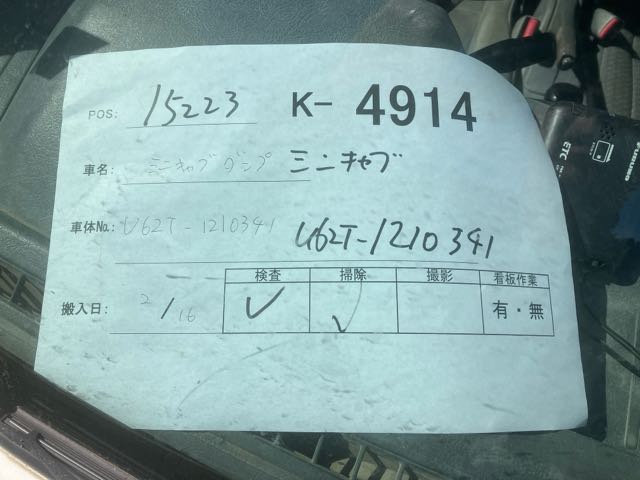 POS: 15223 K-4914
車名: ミニキャブダンプ ミニキャブ
車体No.: U62T-1210341 U62T-1210341
検査 掃除 撮影 看板作業
搬入日: 2/16 ✓ ✓ 有・無
ETC
FURUNO